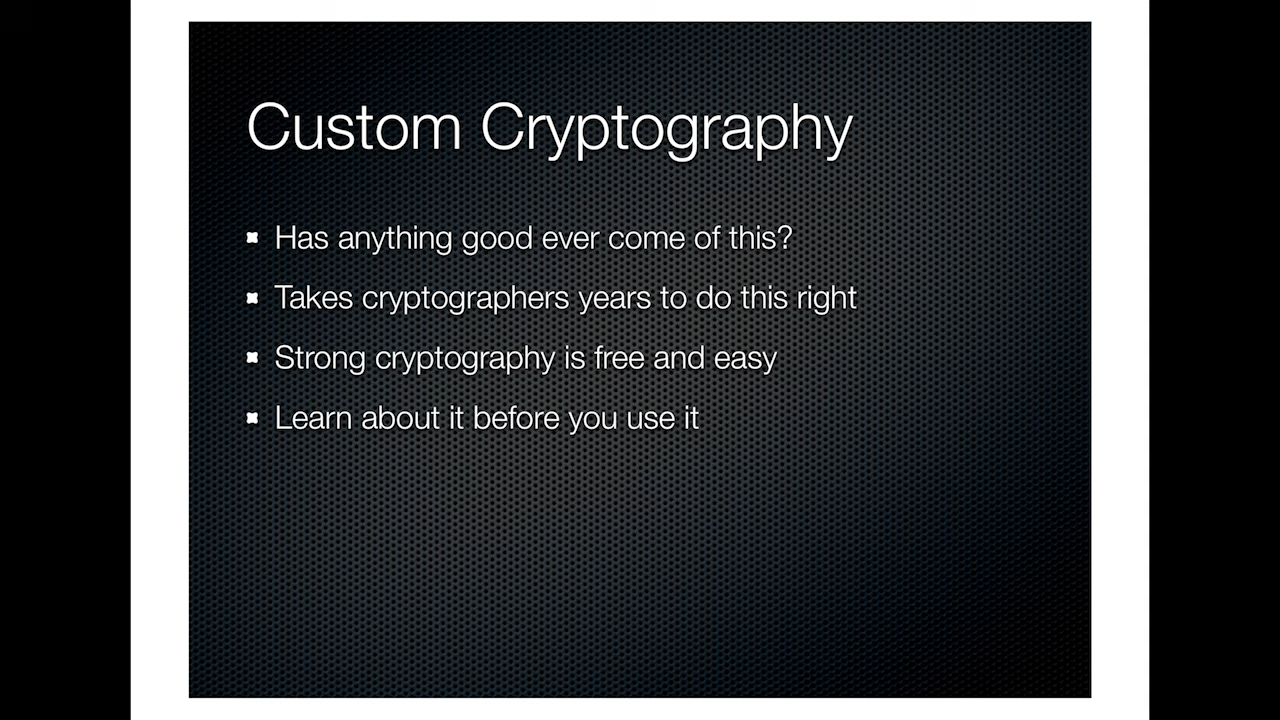 Custom Cryptography
Has anything good ever come of this?
Takes cryptographers years to do this right
Strong cryptography is free and easy
Learn about it before you use it